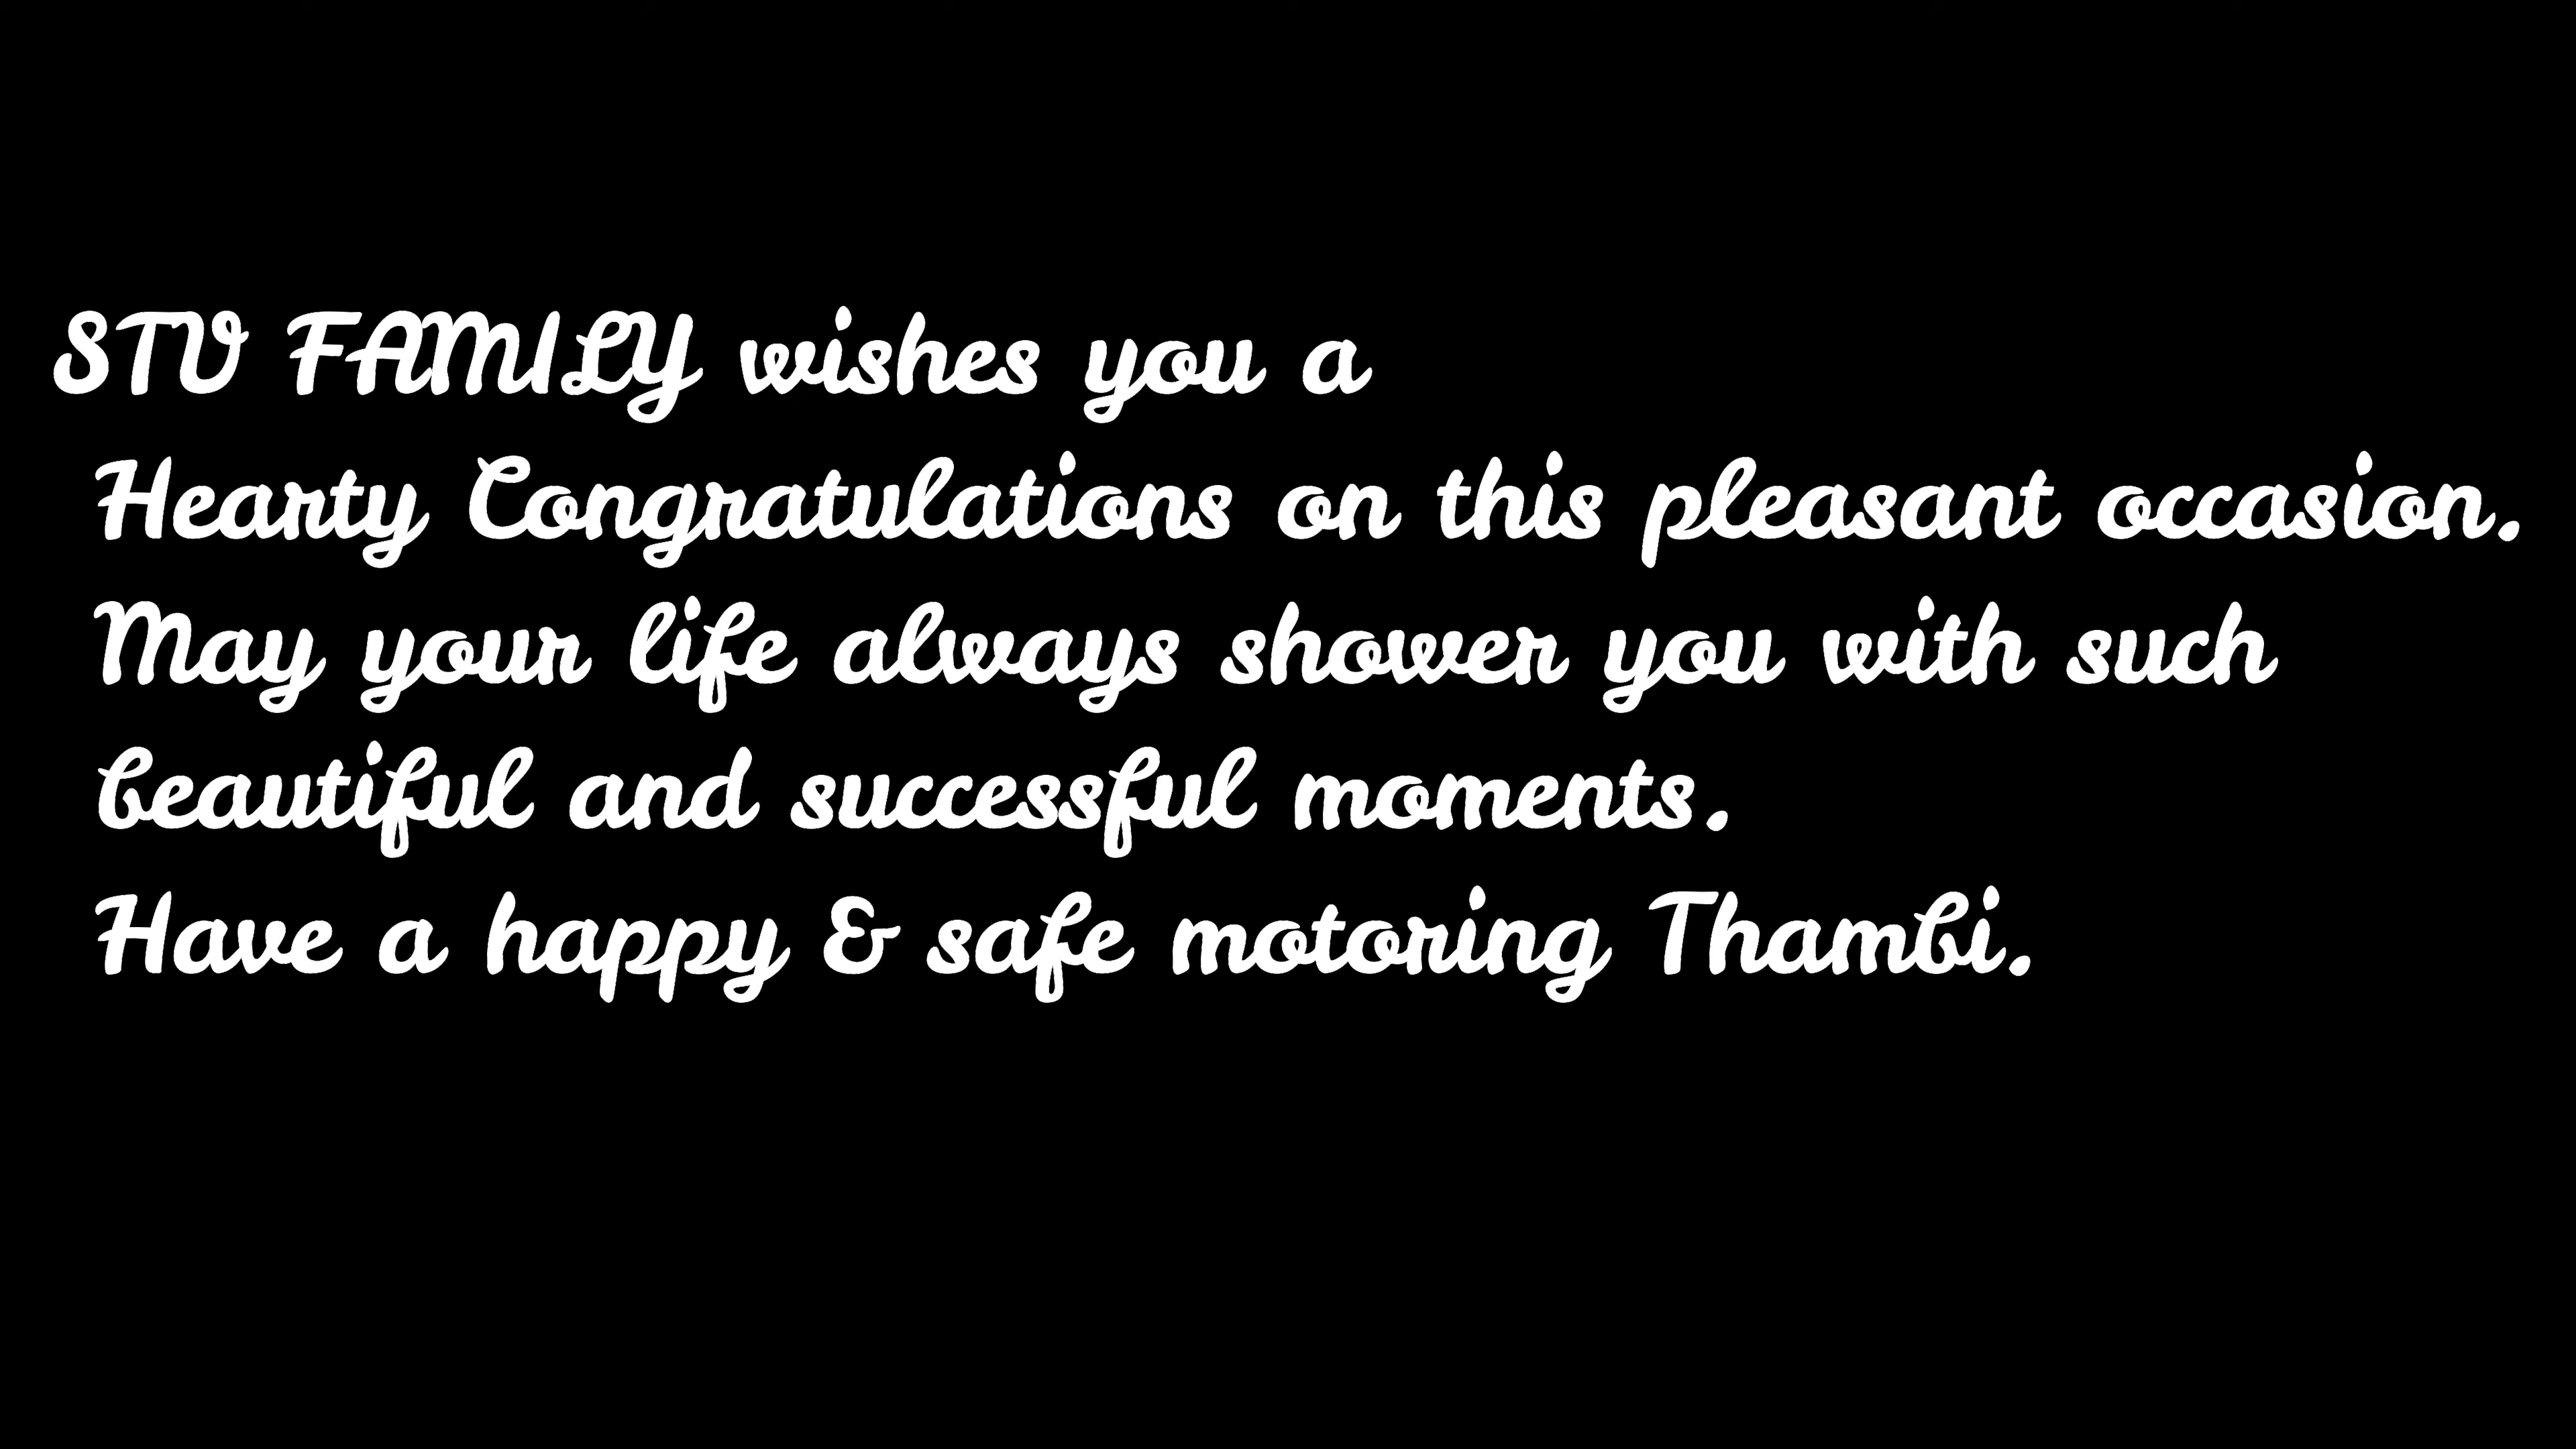 STV FAMILY wishes you a
Hearty Congratulations on this pleasant occasion.
May your life always shower you with such
beautiful and successful moments.
Have a happy & safe motoring Thambi.